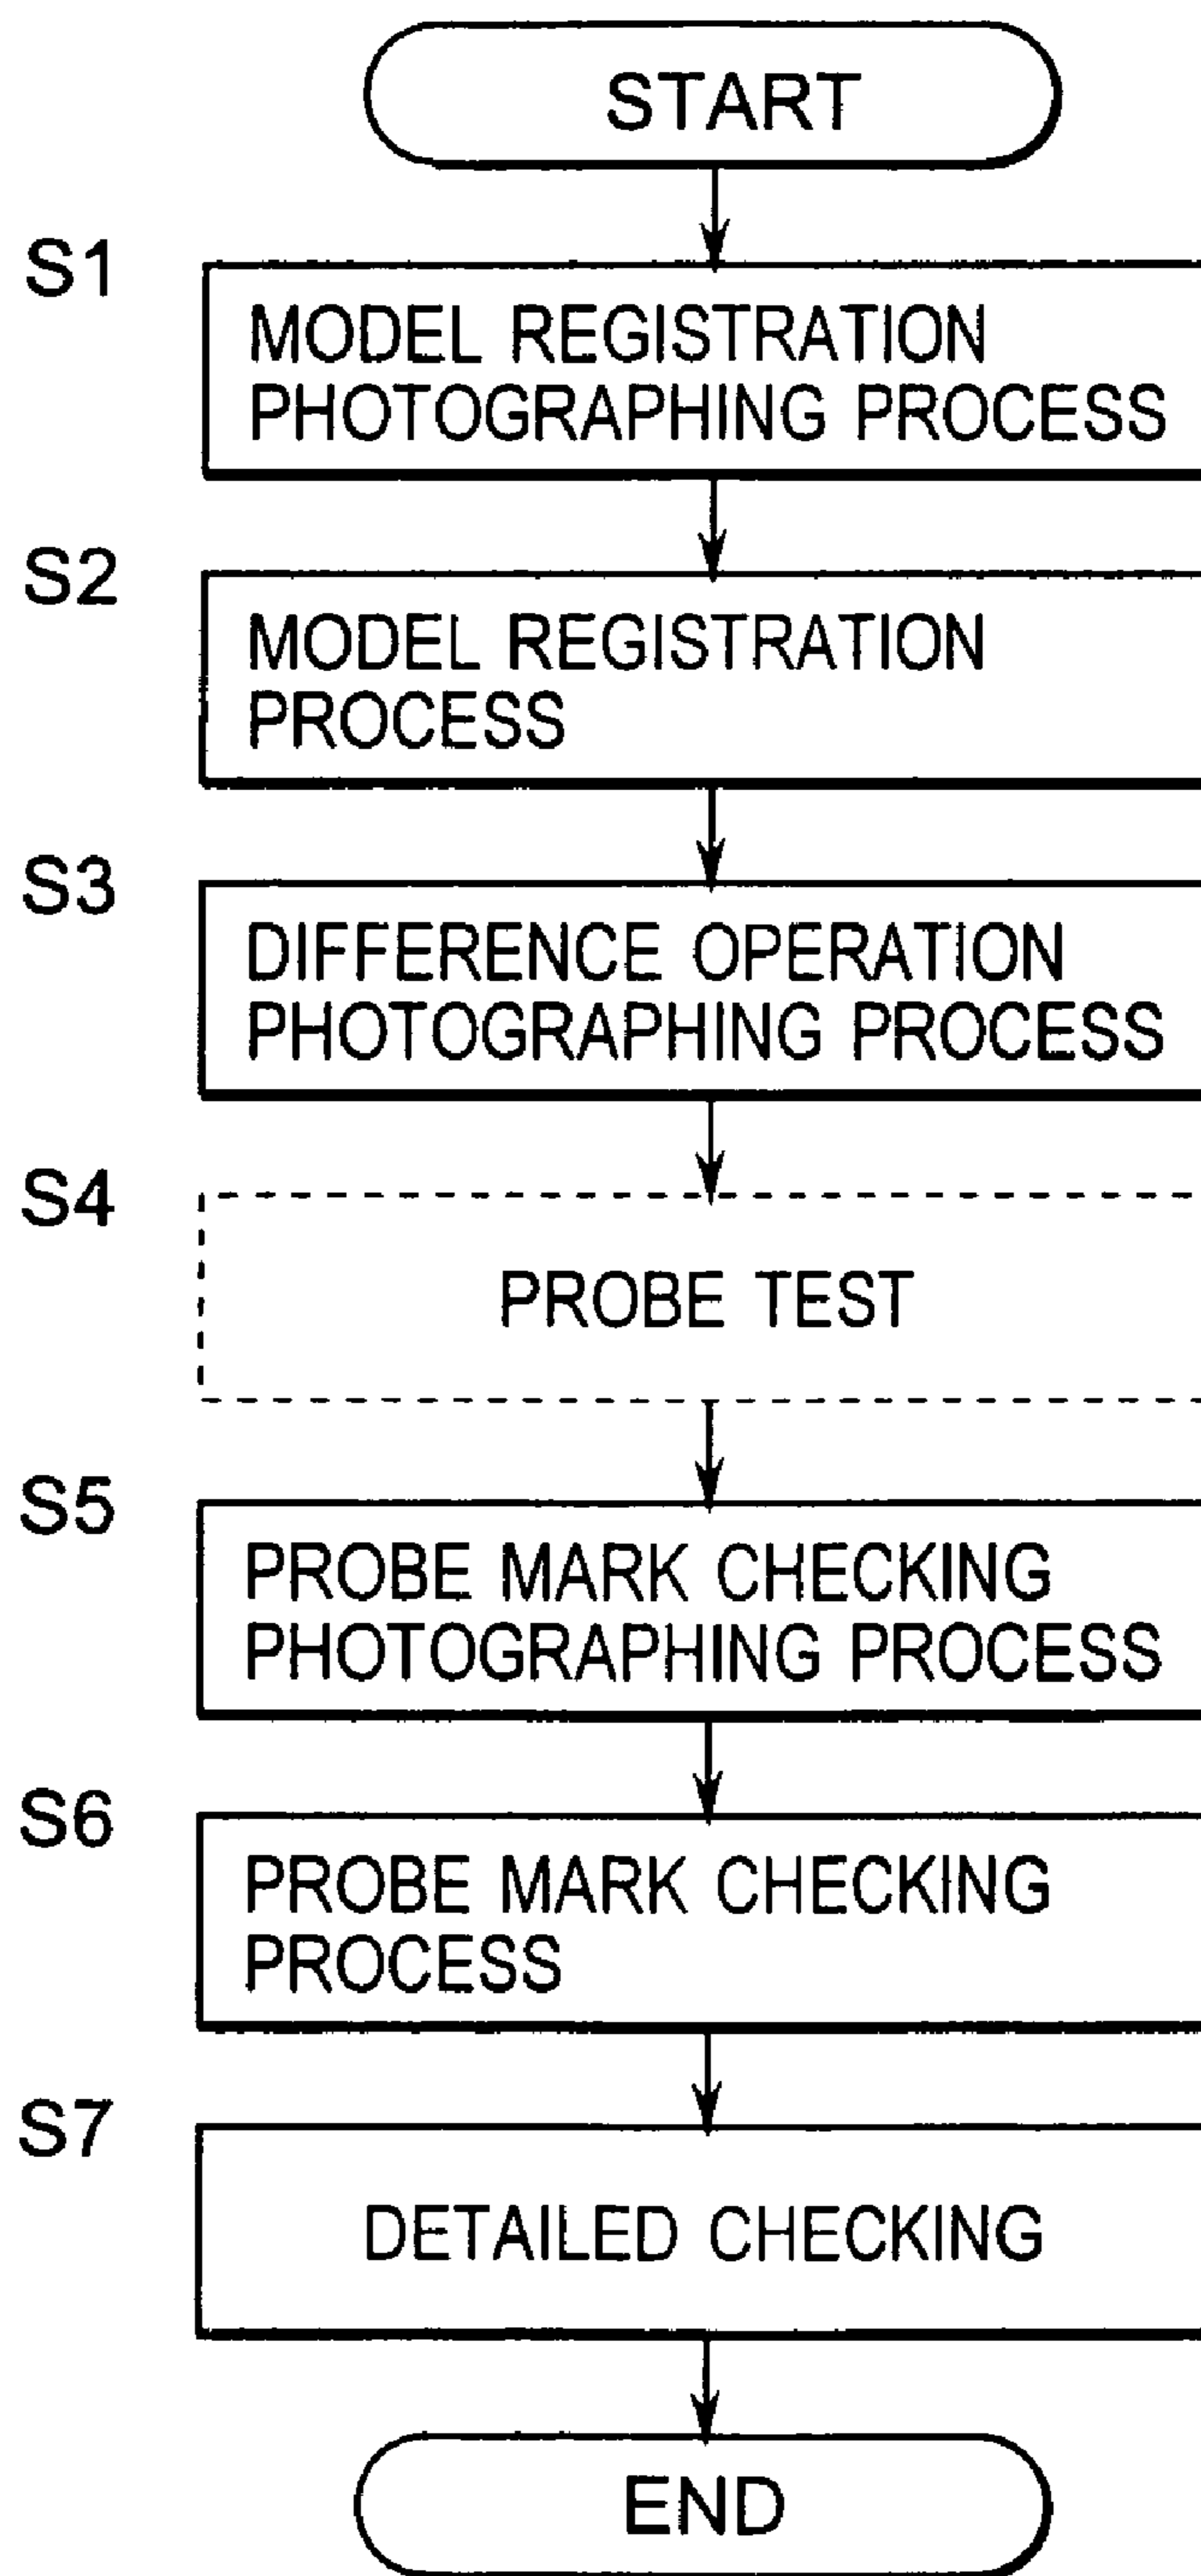 START
S1
MODEL REGISTRATION
PHOTOGRAPHING PROCESS
S2
MODEL REGISTRATION
PROCESS
S3
DIFFERENCE OPERATION
PHOTOGRAPHING PROCESS
S4
PROBE TEST
S5
PROBE MARK CHECKING
PHOTOGRAPHING PROCESS
S6
PROBE MARK CHECKING
PROCESS
S7
DETAILED CHECKING
END